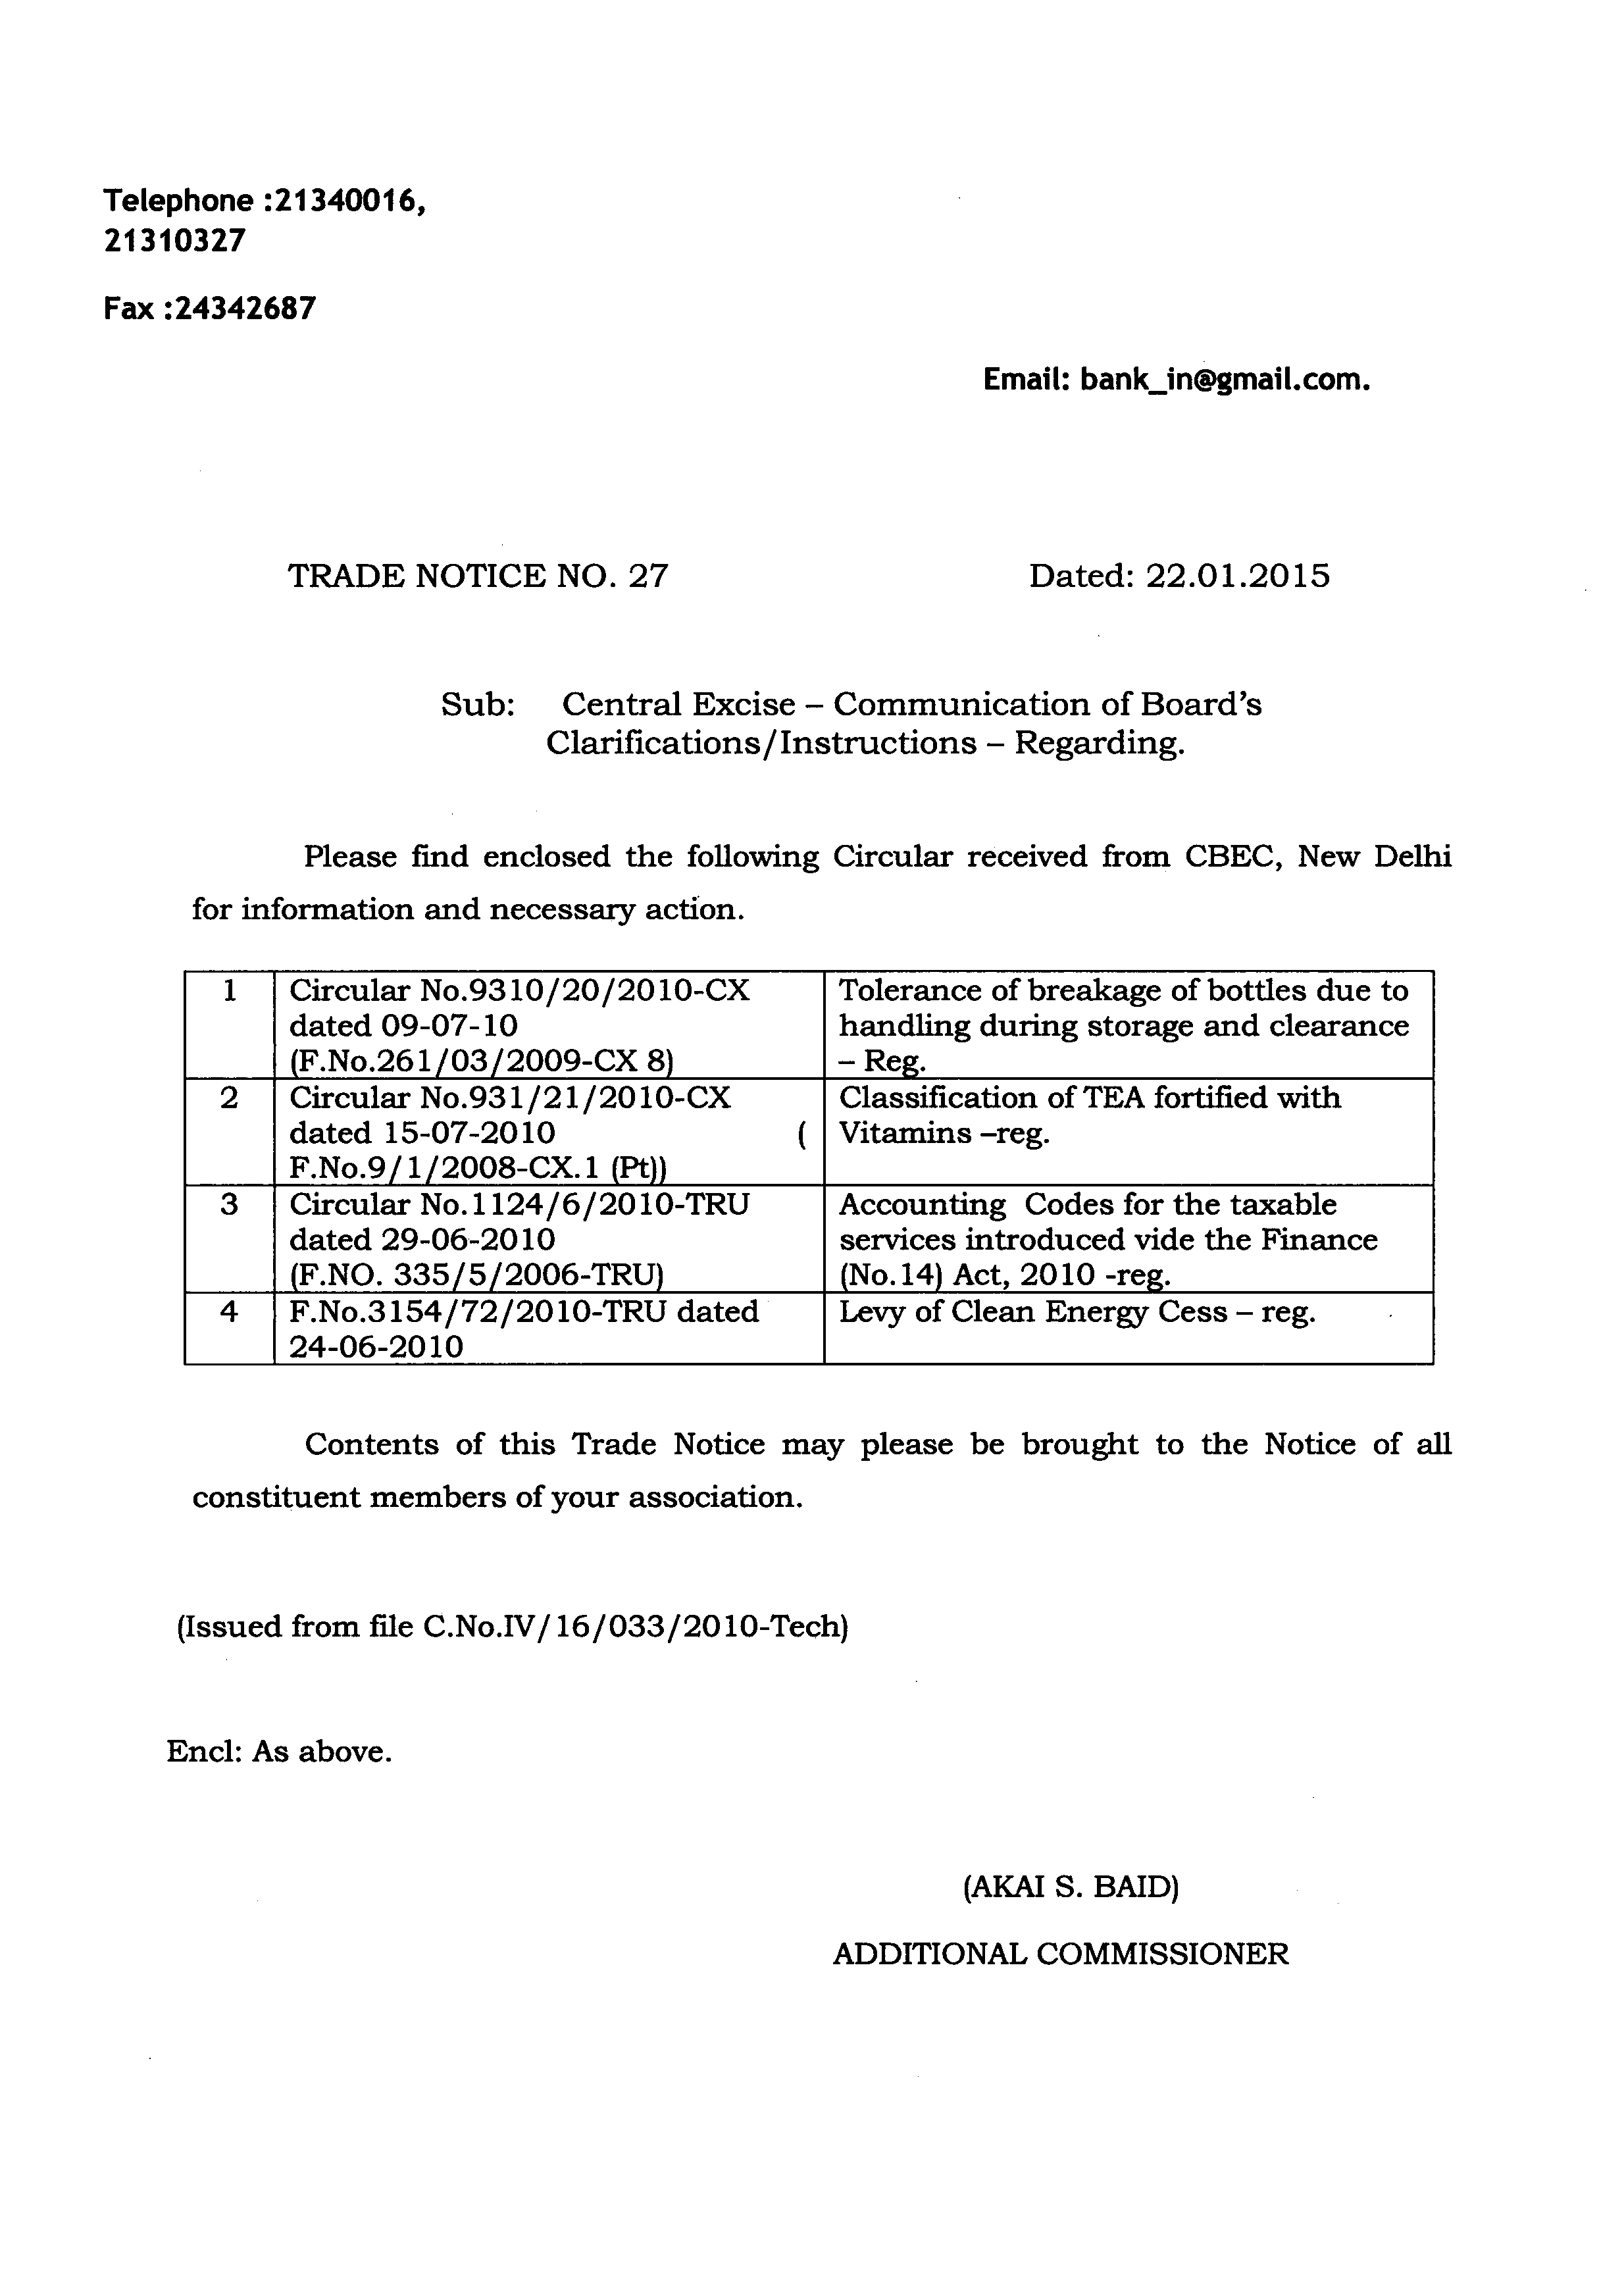 Telephone :21340016,
21310327
Fax :24342687
Email: bank_in@gmail.com.
TRADE NOTICE NO. 27 Dated: 22.01.2015
Sub: Central Excise – Communication of Board’s
Clarifications/Instructions – Regarding.
Please find enclosed the following Circular received from CBEC, New Delhi
for information and necessary action.
1 Circular No.9310/20/2010-CX Tolerance of breakage of bottles due to
dated 09-07-10 handling during storage and clearance
(F.No.261/03/2009-CX 8) – Reg.
2 Circular No.931/21/2010-CX Classification of TEA fortified with
dated 15-07-2010 ( Vitamins –reg.
F.No.9/1/2008-CX.1 (Pt))
3 Circular No.1124/6/2010-TRU Accounting Codes for the taxable
dated 29-06-2010 services introduced vide the Finance
(F.NO. 335/5/2006-TRU) (No.14) Act, 2010 -reg.
4 F.No.3154/72/2010-TRU dated Levy of Clean Energy Cess – reg.
24-06-2010
Contents of this Trade Notice may please be brought to the Notice of all
constituent members of your association.
(Issued from file C.No.IV/16/033/2010-Tech)
Encl: As above.
(AKAI S. BAID)
ADDITIONAL COMMISSIONER